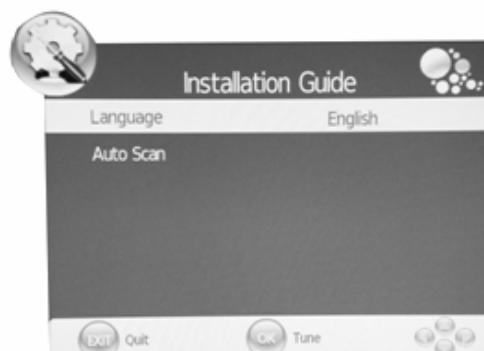 Installation Guide
Language English
Auto Scan
EXIT Quit OK Tune